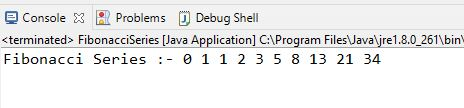 Console Problems Debug Shell
<terminated> FibonacciSeries [Java Application] C:\Program Files\Java\jre1.8.0_261\bin\
Fibonacci Series :- 0 1 1 2 3 5 8 13 21 34